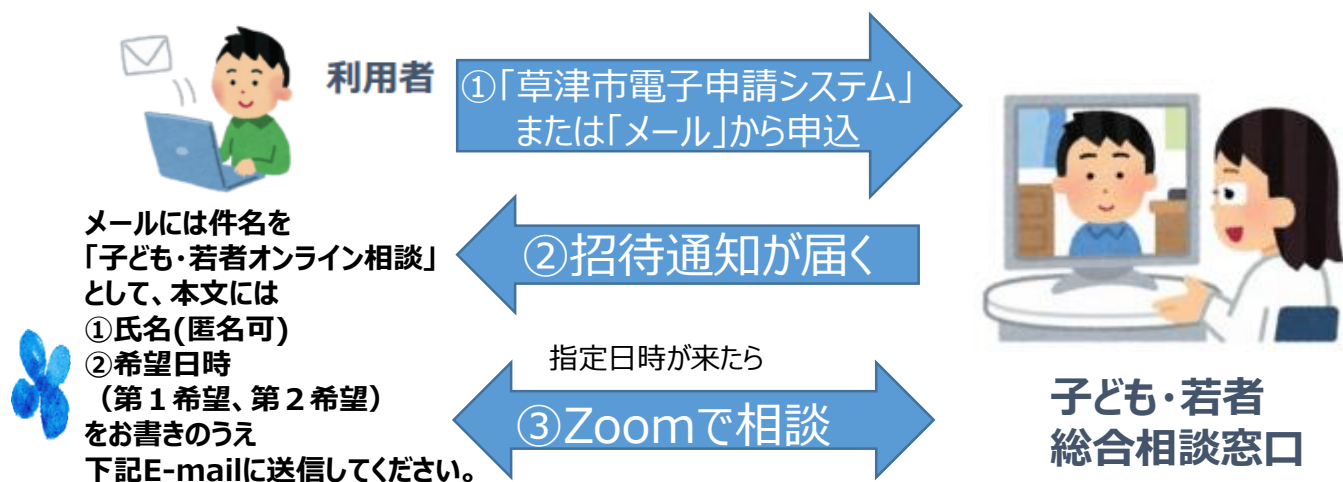 利用者
①「草津市電子申請システム」
または「メール」から申込
メールには件名を
「子ども・若者オンライン相談」
として、本文には
①氏名(匿名可)
②希望日時
（第１希望、第２希望）
をお書きのうえ
下記E-mailに送信してください。
②招待通知が届く
指定日時が来たら
③Zoomで相談
子ども・若者
総合相談窓口